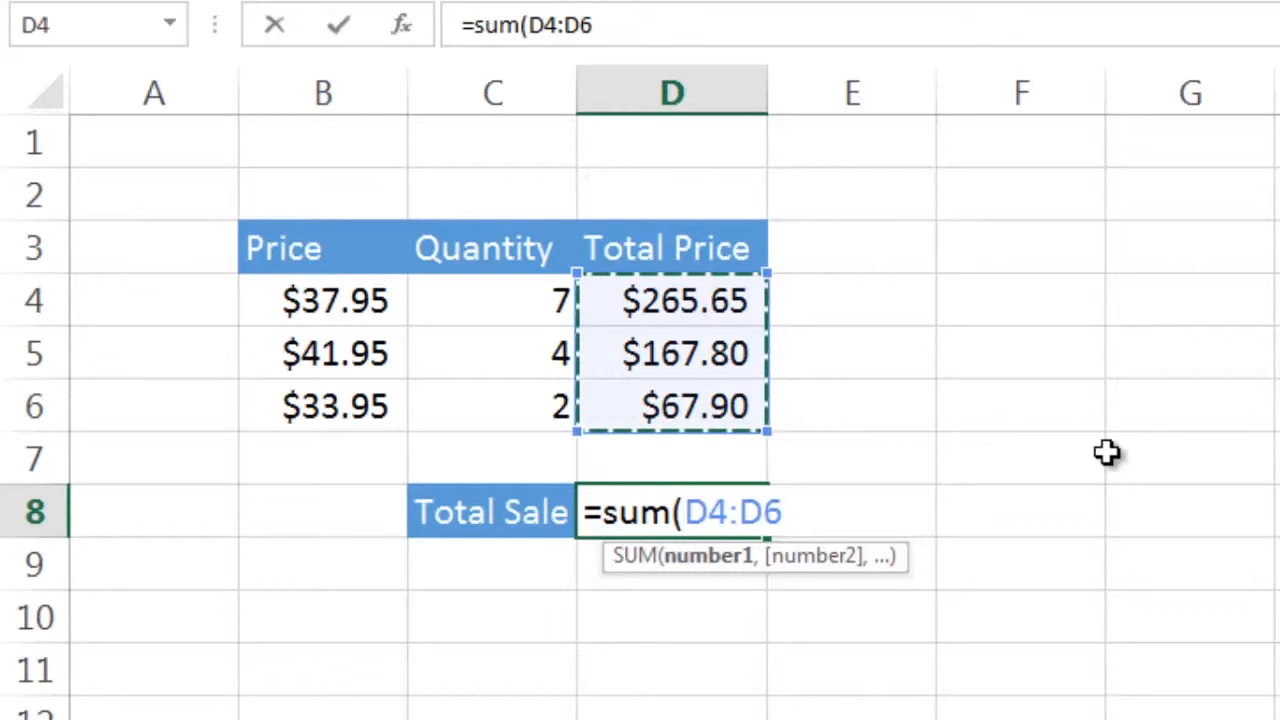 D4 fx =sum(D4:D6
A B C D E F G
1
2
3 Price Quantity Total Price
4 $37.95 7 $265.65
5 $41.95 4 $167.80
6 $33.95 2 $67.90
7
8 Total Sale =sum(D4:D6
9 SUM(number1, [number2], ...)
10
11
12